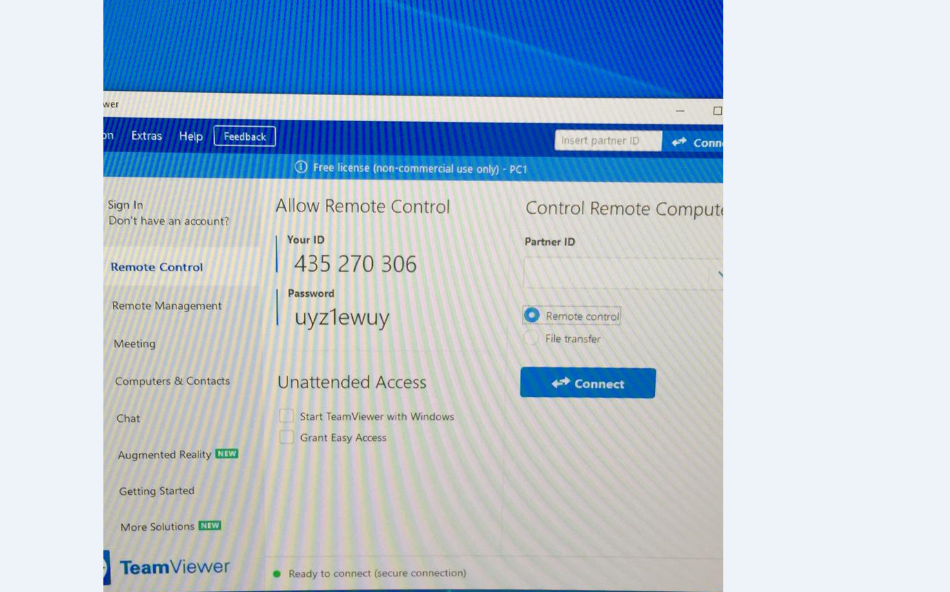 wer
on Extras Help Feedback
Insert partner ID
Conn
Free license (non-commercial use only) - PC1
Sign In
Don't have an account?
Remote Control
Remote Management
Meeting
Computers & Contacts
Chat
Augmented Reality NEW
Getting Started
More Solutions NEW
TeamViewer
Allow Remote Control
Your ID
435 270 306
Password
uyz1ewuy
Unattended Access
Start TeamViewer with Windows
Grant Easy Access
Control Remote Compute
Partner ID
Remote control
File transfer
Connect
Ready to connect (secure connection)